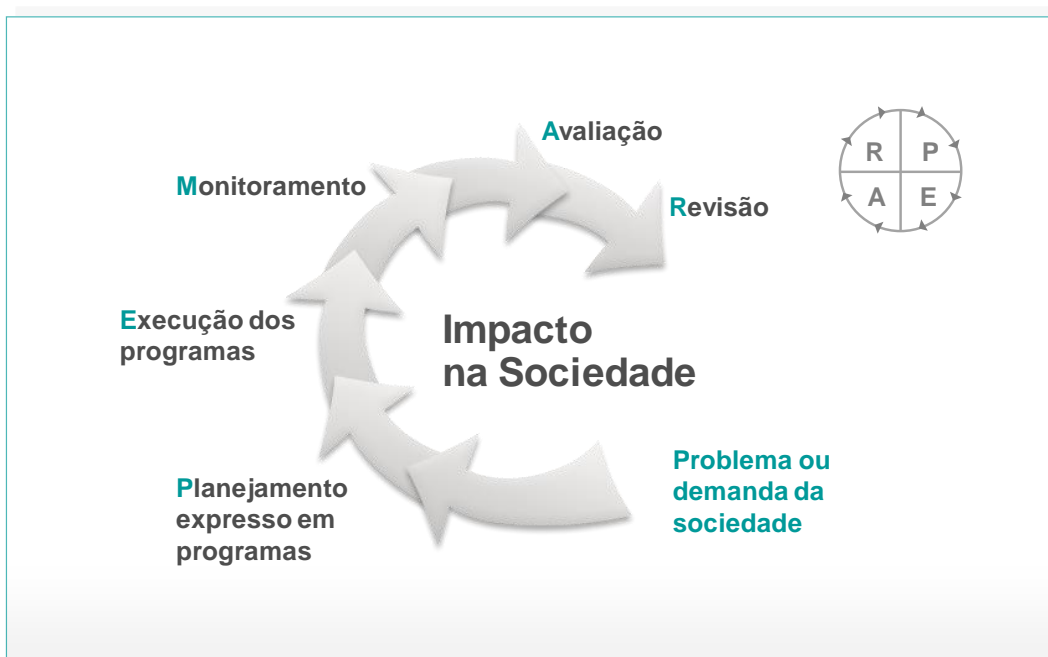 Avaliação
Monitoramento
Revisão
R P
A E
Execução dos
programas
Impacto
na Sociedade
Planejamento
expresso em
programas
Problema ou
demanda da
sociedade